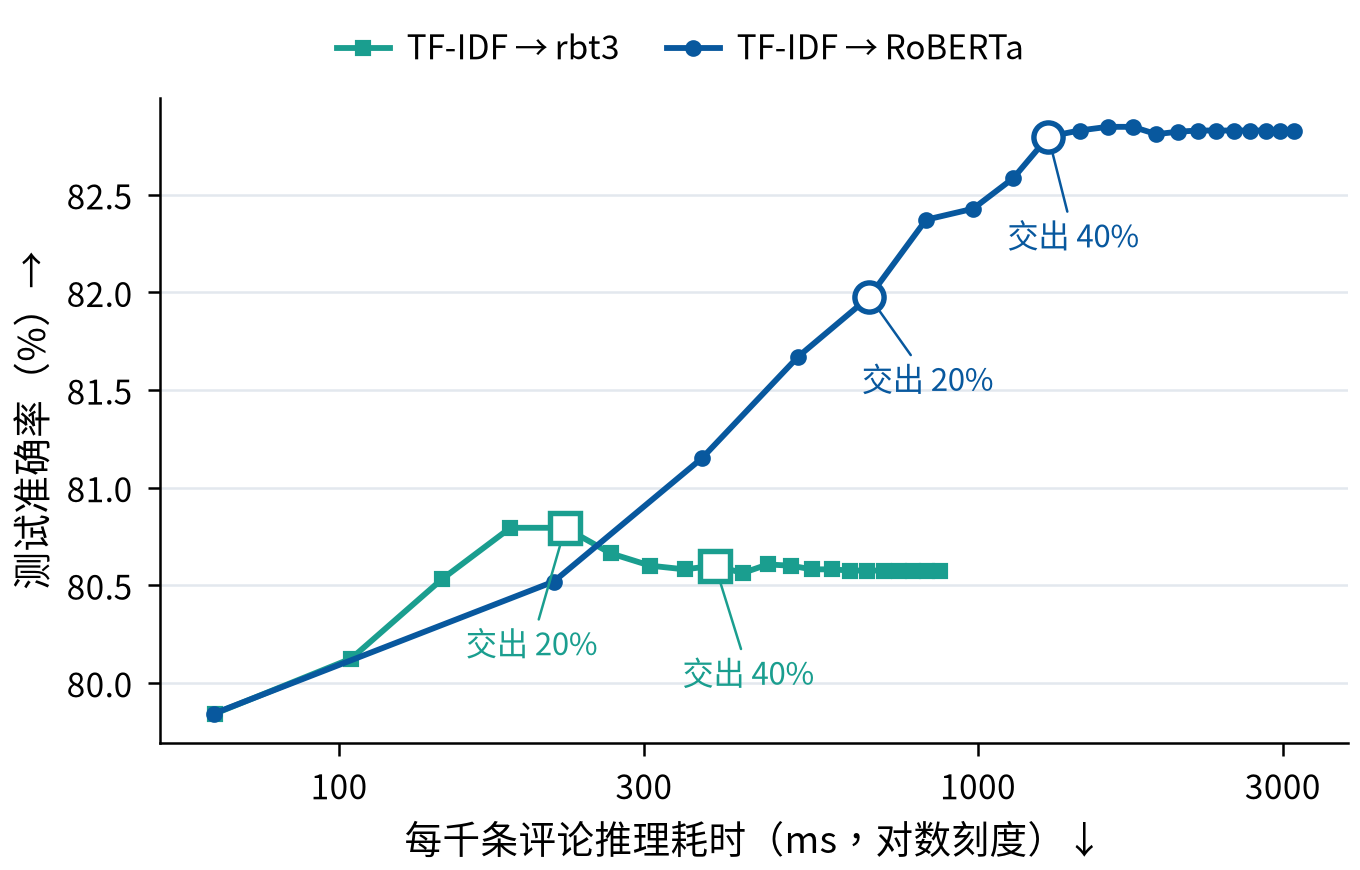 TF-IDF → rbt3
TF-IDF → RoBERTa
测试准确率（%）→
82.5
82.0
81.5
81.0
80.5
80.0
交出 40%
交出 20%
交出 20%
交出 40%
100
300
1000
3000
每千条评论推理耗时（ms，对数刻度）↓